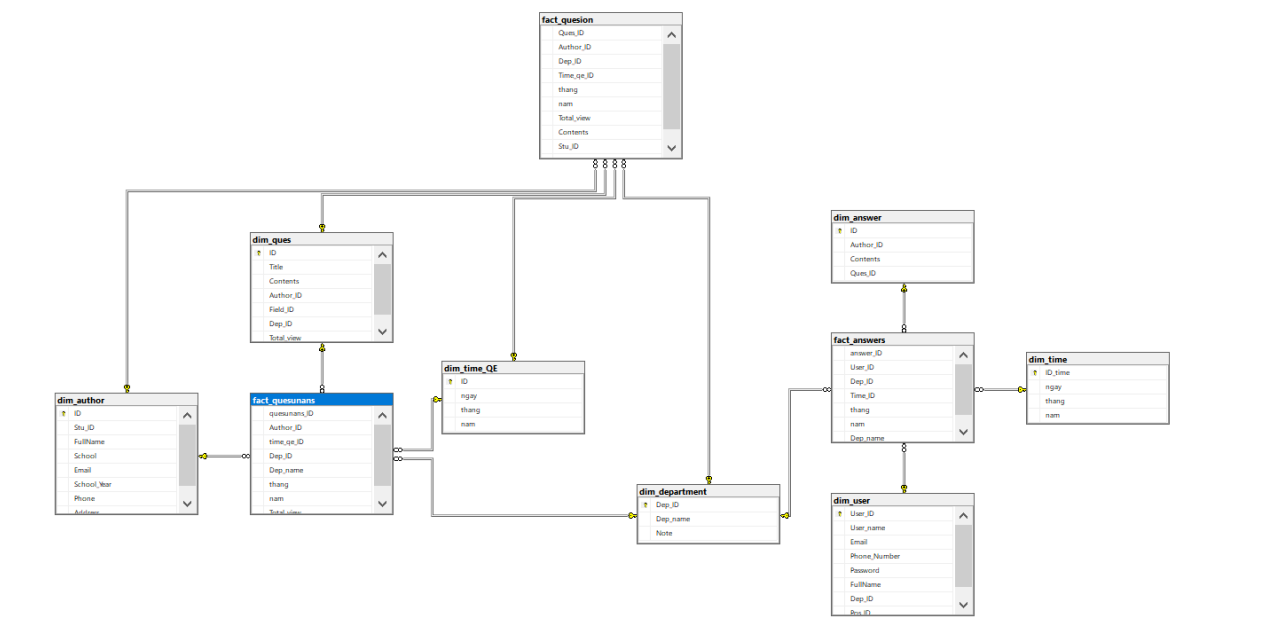 fact_quesion
Ques_ID
Author_ID
Dep_ID
Time_qe_ID
thang
nam
Total_view
Contents
Stu_ID
dim_ques
ID
Title
Contents
Author_ID
Field_ID
Dep_ID
Total_view
dim_answer
ID
Author_ID
Contents
Ques_ID
dim_author
ID
Stu_ID
FullName
School
Email
School_Year
Phone
Address
fact_quesunans
quesunans_ID
Author_ID
time_qe_ID
Dep_ID
Dep_name
thang
nam
Total_view
dim_time_QE
ID
ngay
thang
nam
fact_answers
answer_ID
User_ID
Dep_ID
Time_ID
thang
nam
Dep_name
dim_time
ID_time
ngay
thang
nam
dim_department
Dep_ID
Dep_name
Note
dim_user
User_ID
User_name
Email
Phone_Number
Password
FullName
Dep_ID
Pos_ID